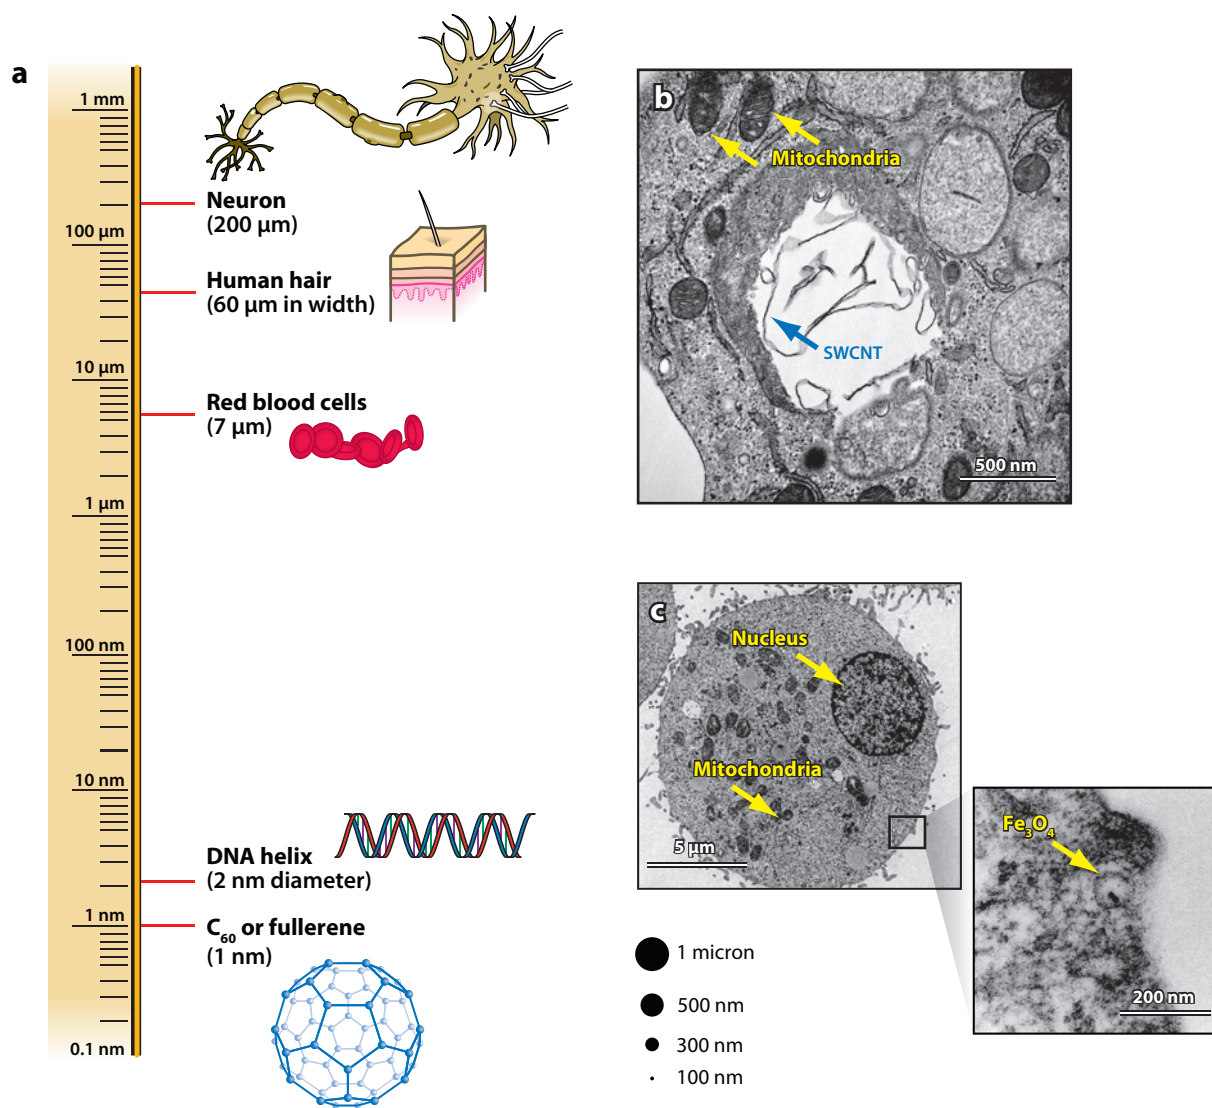 a
1 mm
100 µm
10 µm
1 µm
100 nm
10 nm
1 nm
0.1 nm
Neuron
(200 µm)
Human hair
(60 µm in width)
Red blood cells
(7 µm)
DNA helix
(2 nm diameter)
C₆₀ or fullerene
(1 nm)
b
Mitochondria
SWCNT
500 nm
c
Nucleus
Mitochondria
5 µm
Fe₃O₄
200 nm
1 micron
500 nm
300 nm
100 nm